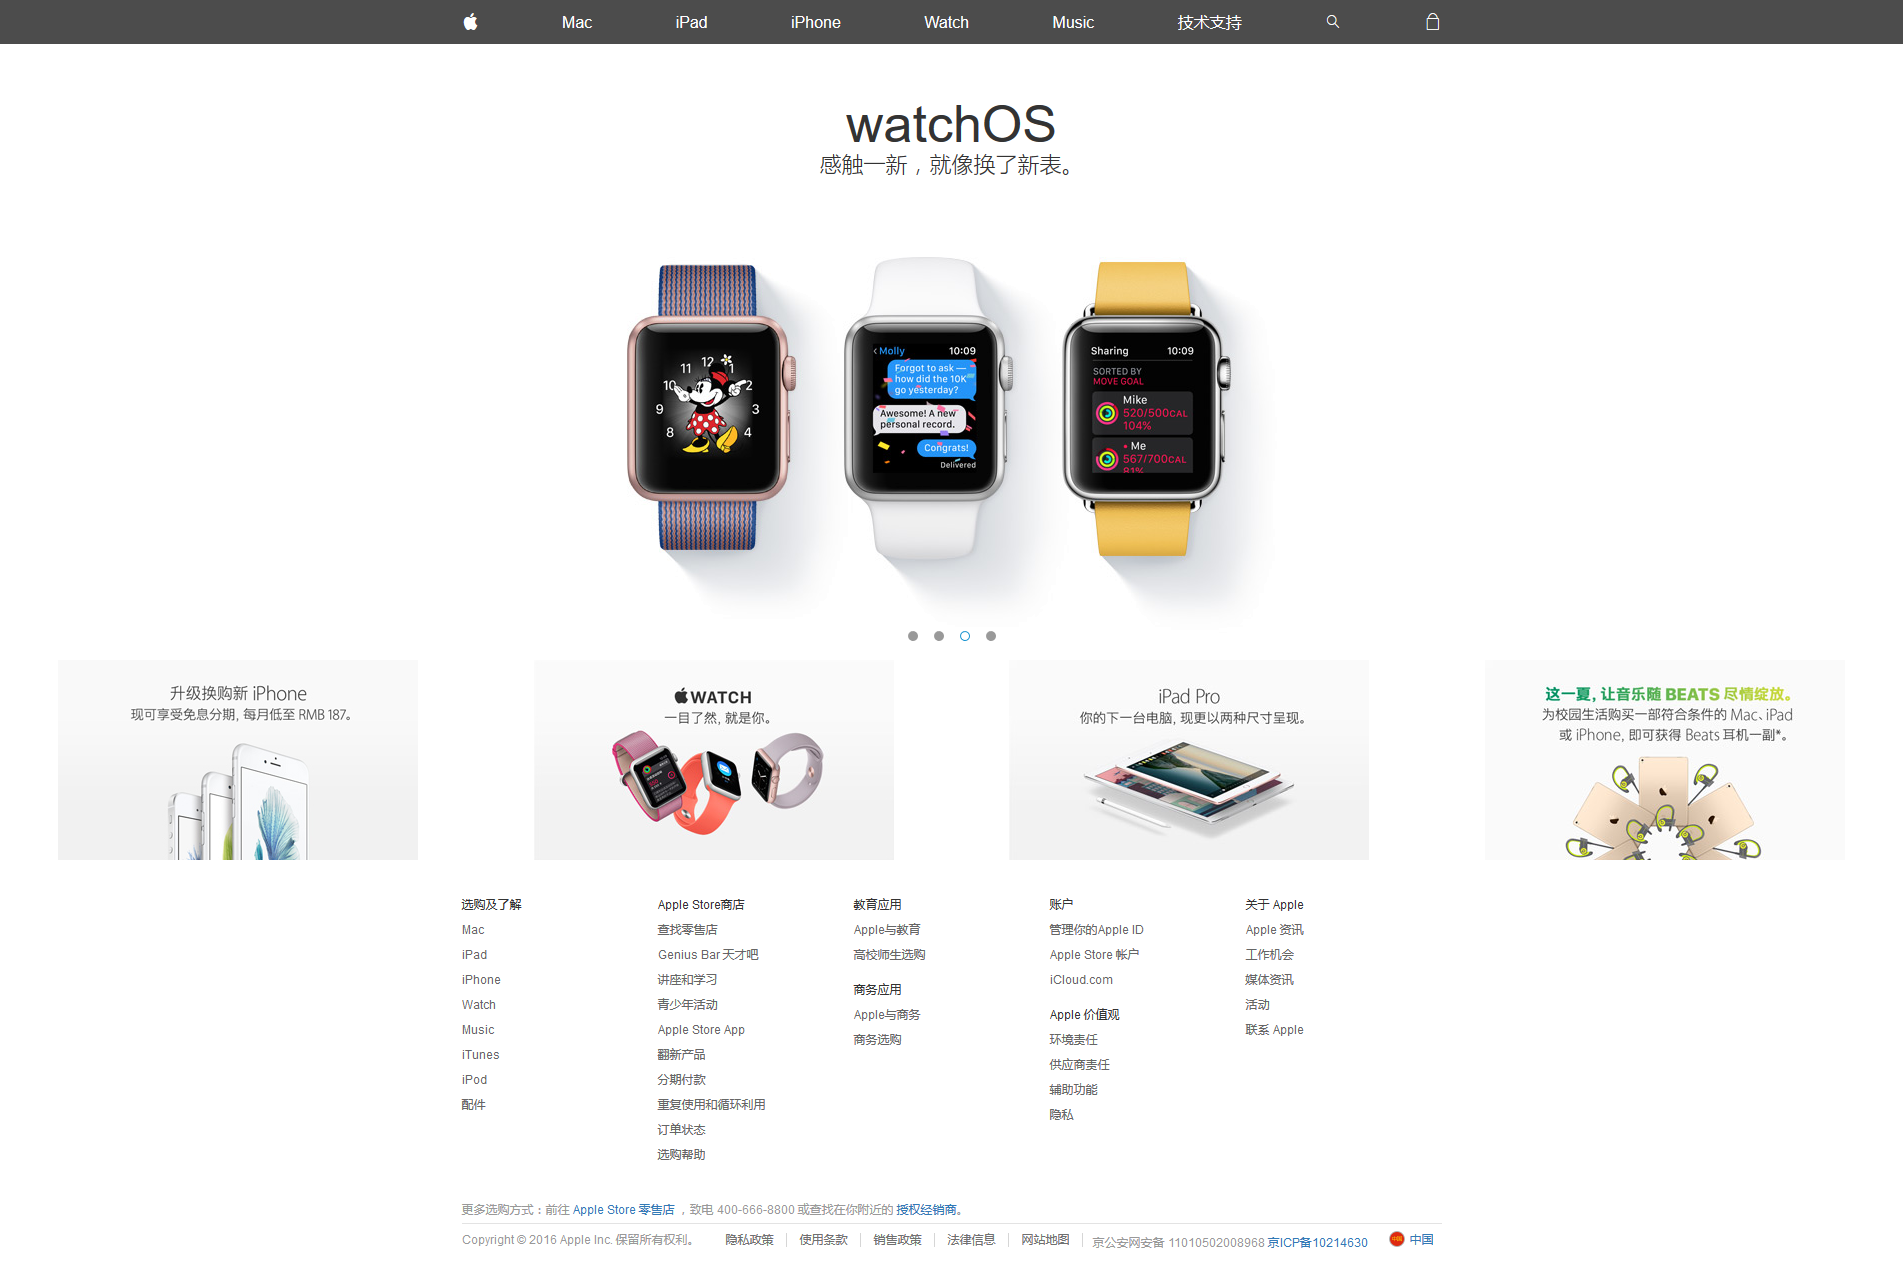 Mac iPad iPhone Watch Music 技术支持
watchOS
感触一新，就像换了新表。
12
1
2
3
4
8
9
10
11
Molly 10:09
Forgot to ask —
how did the 10K
go yesterday?
Awesome! A new
personal record.
Congrats!
Delivered
Sharing 10:09
SORTED BY
MOVE GOAL
Mike
520/500CAL
104%
Me
567/700CAL
81%
升级换购新 iPhone
现可享受免息分期, 每月低至 RMB 187。
WATCH
一目了然, 就是你。
iPad Pro
你的下一台电脑, 现更以两种尺寸呈现。
这一夏, 让音乐随 BEATS 尽情绽放。
为校园生活购买一部符合条件的 Mac、iPad
或 iPhone, 即可获得 Beats 耳机一副*。
选购及了解
Mac
iPad
iPhone
Watch
Music
iTunes
iPod
配件
Apple Store商店
查找零售店
Genius Bar 天才吧
讲座和学习
青少年活动
Apple Store App
翻新产品
分期付款
重复使用和循环利用
订单状态
选购帮助
教育应用
Apple与教育
高校师生选购
商务应用
Apple与商务
商务选购
账户
管理你的Apple ID
Apple Store 帐户
iCloud.com
Apple 价值观
环境责任
供应商责任
辅助功能
隐私
关于 Apple
Apple 资讯
工作机会
媒体资讯
活动
联系 Apple
更多选购方式：前往 Apple Store 零售店 ，致电 400-666-8800 或查找在你附近的 授权经销商。
Copyright © 2016 Apple Inc. 保留所有权利。 隐私政策 使用条款 销售政策 法律信息 网站地图 京公安网安备 11010502008968 京ICP备10214630 中国